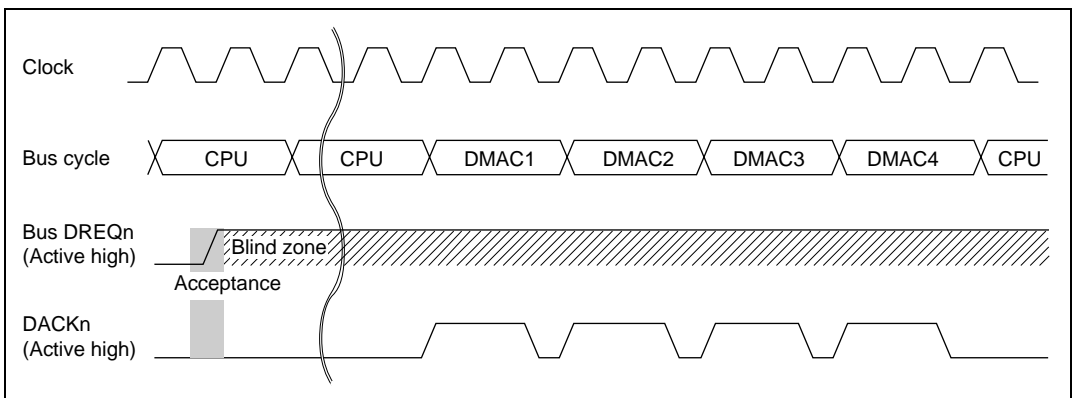 Clock
Bus cycle CPU CPU DMAC1 DMAC2 DMAC3 DMAC4 CPU
Bus DREQn
(Active high)
Blind zone
Acceptance
DACKn
(Active high)